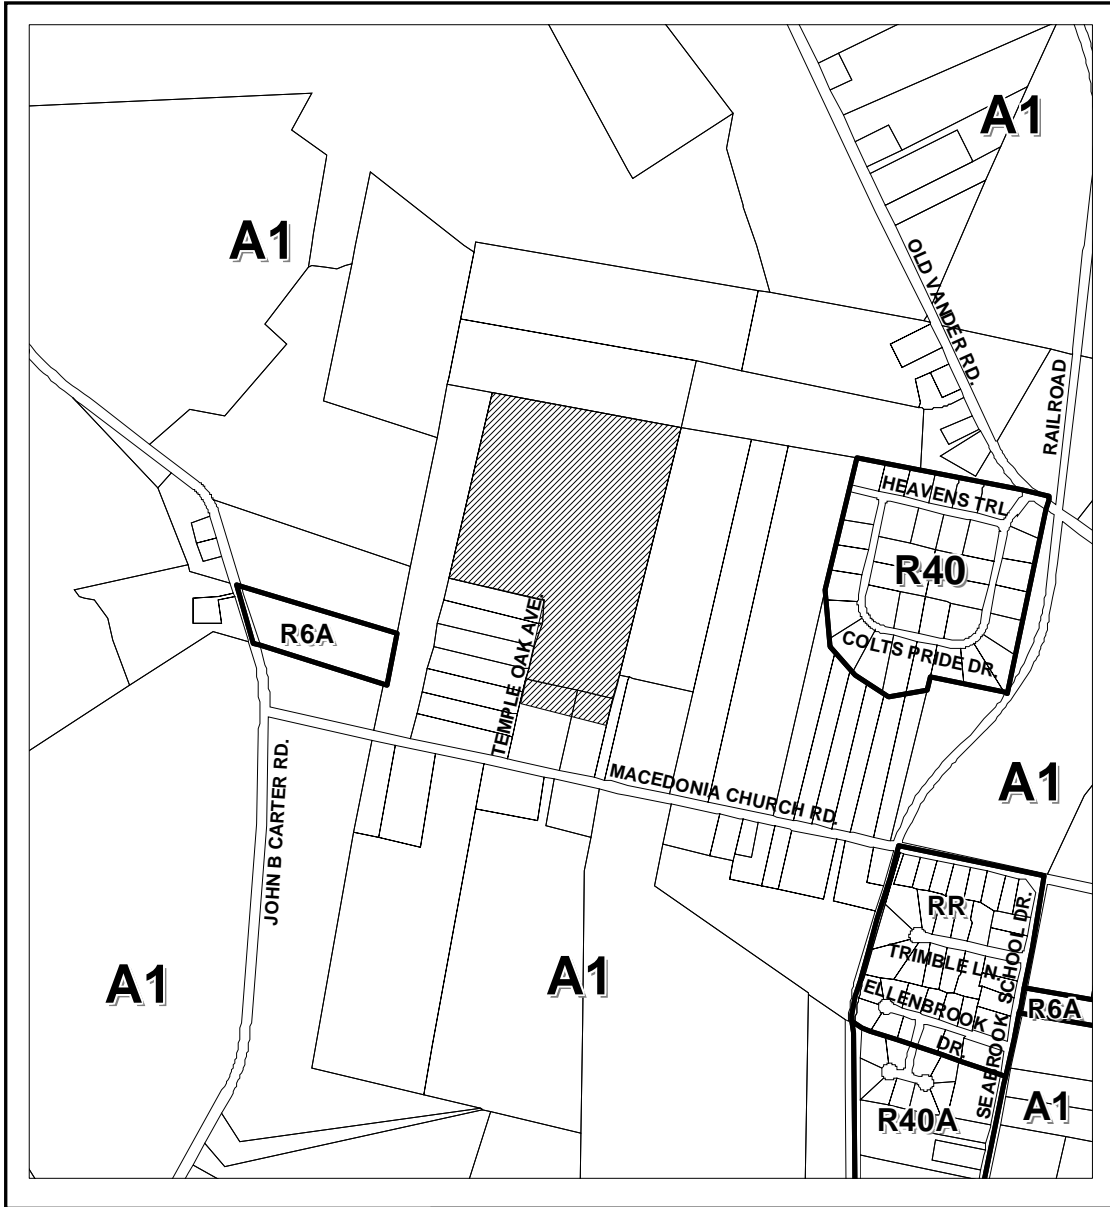 A1
A1
OLD VANDER RD.
RAILROAD
HEAVENS TRL
R40
COLTS PRIDE DR.
R6A
TEMPLE OAK AVE.
MACEDONIA CHURCH RD.
JOHN B CARTER RD.
A1
RR
TRIMBLE LN.
SEABROOK SCHOOL DR.
ELLENBROOK
DR.
A1
A1
R6A
R40A
A1